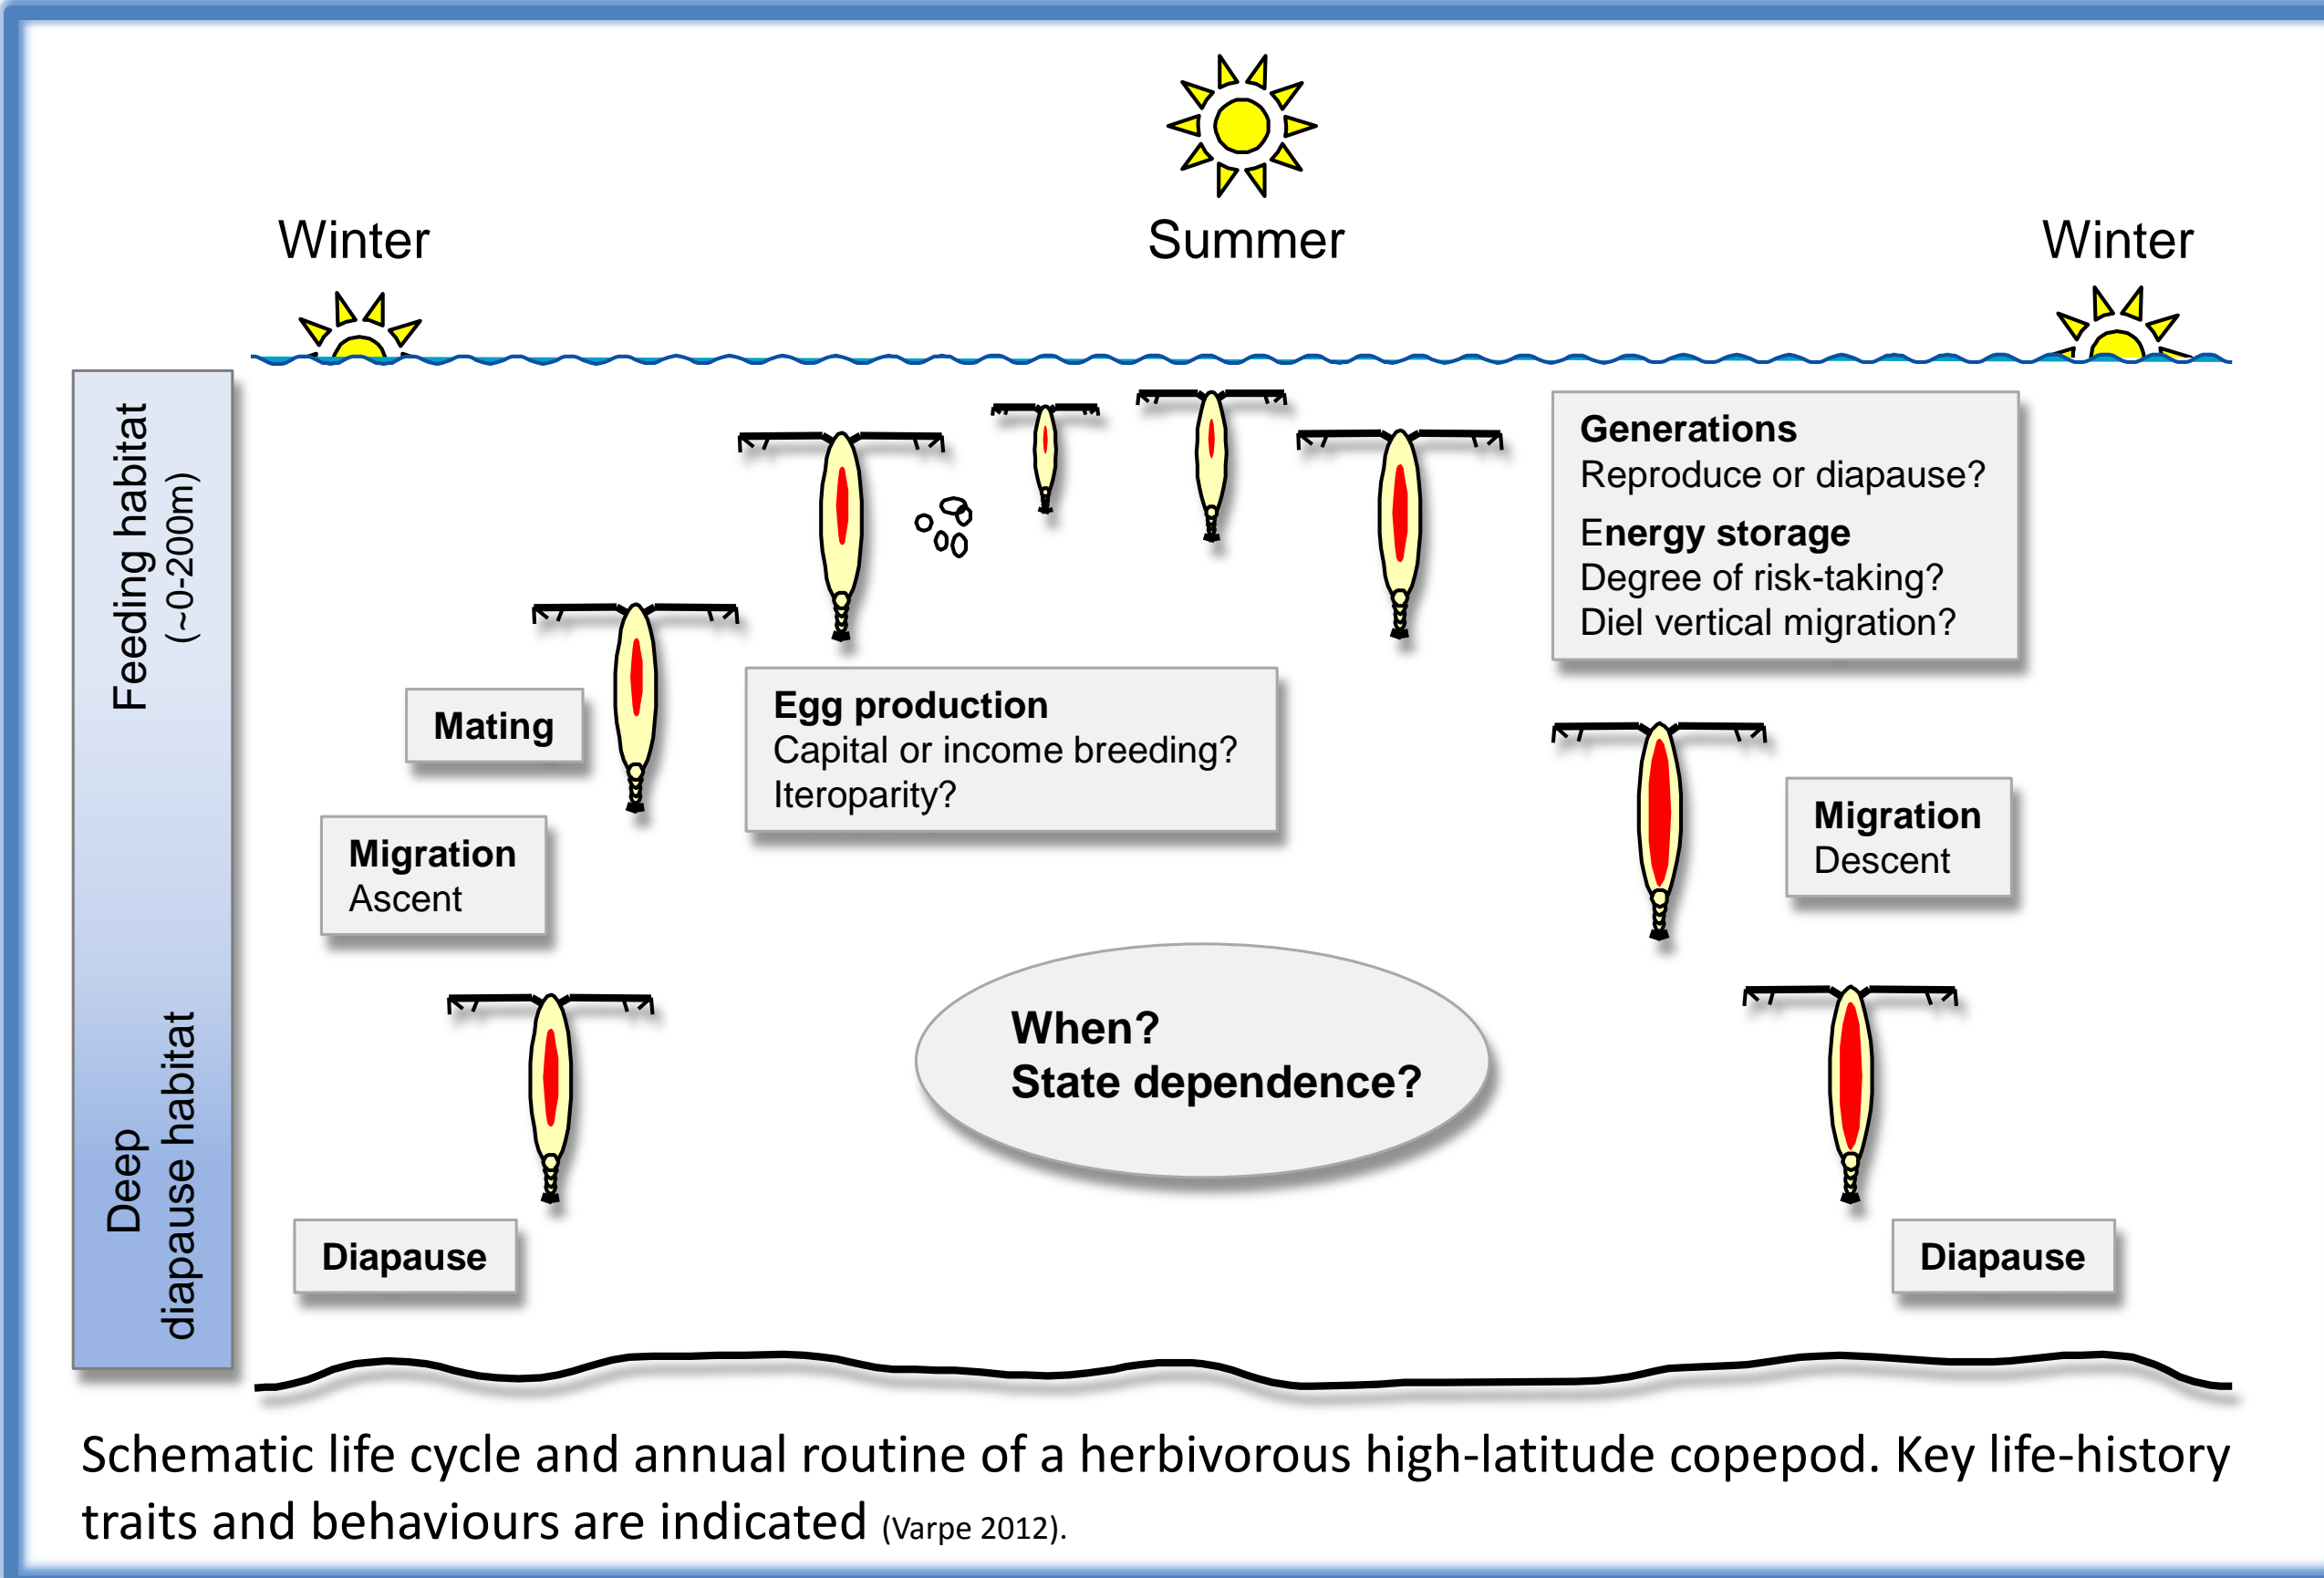 Winter
Summer
Winter
Feeding habitat
(~0-200m)
Deep
diapause habitat
Generations
Reproduce or diapause?
Energy storage
Degree of risk-taking?
Diel vertical migration?
Mating
Egg production
Capital or income breeding?
Iteroparity?
Migration
Ascent
Migration
Descent
When?
State dependence?
Diapause
Diapause
Schematic life cycle and annual routine of a herbivorous high-latitude copepod. Key life-history
traits and behaviours are indicated (Varpe 2012).